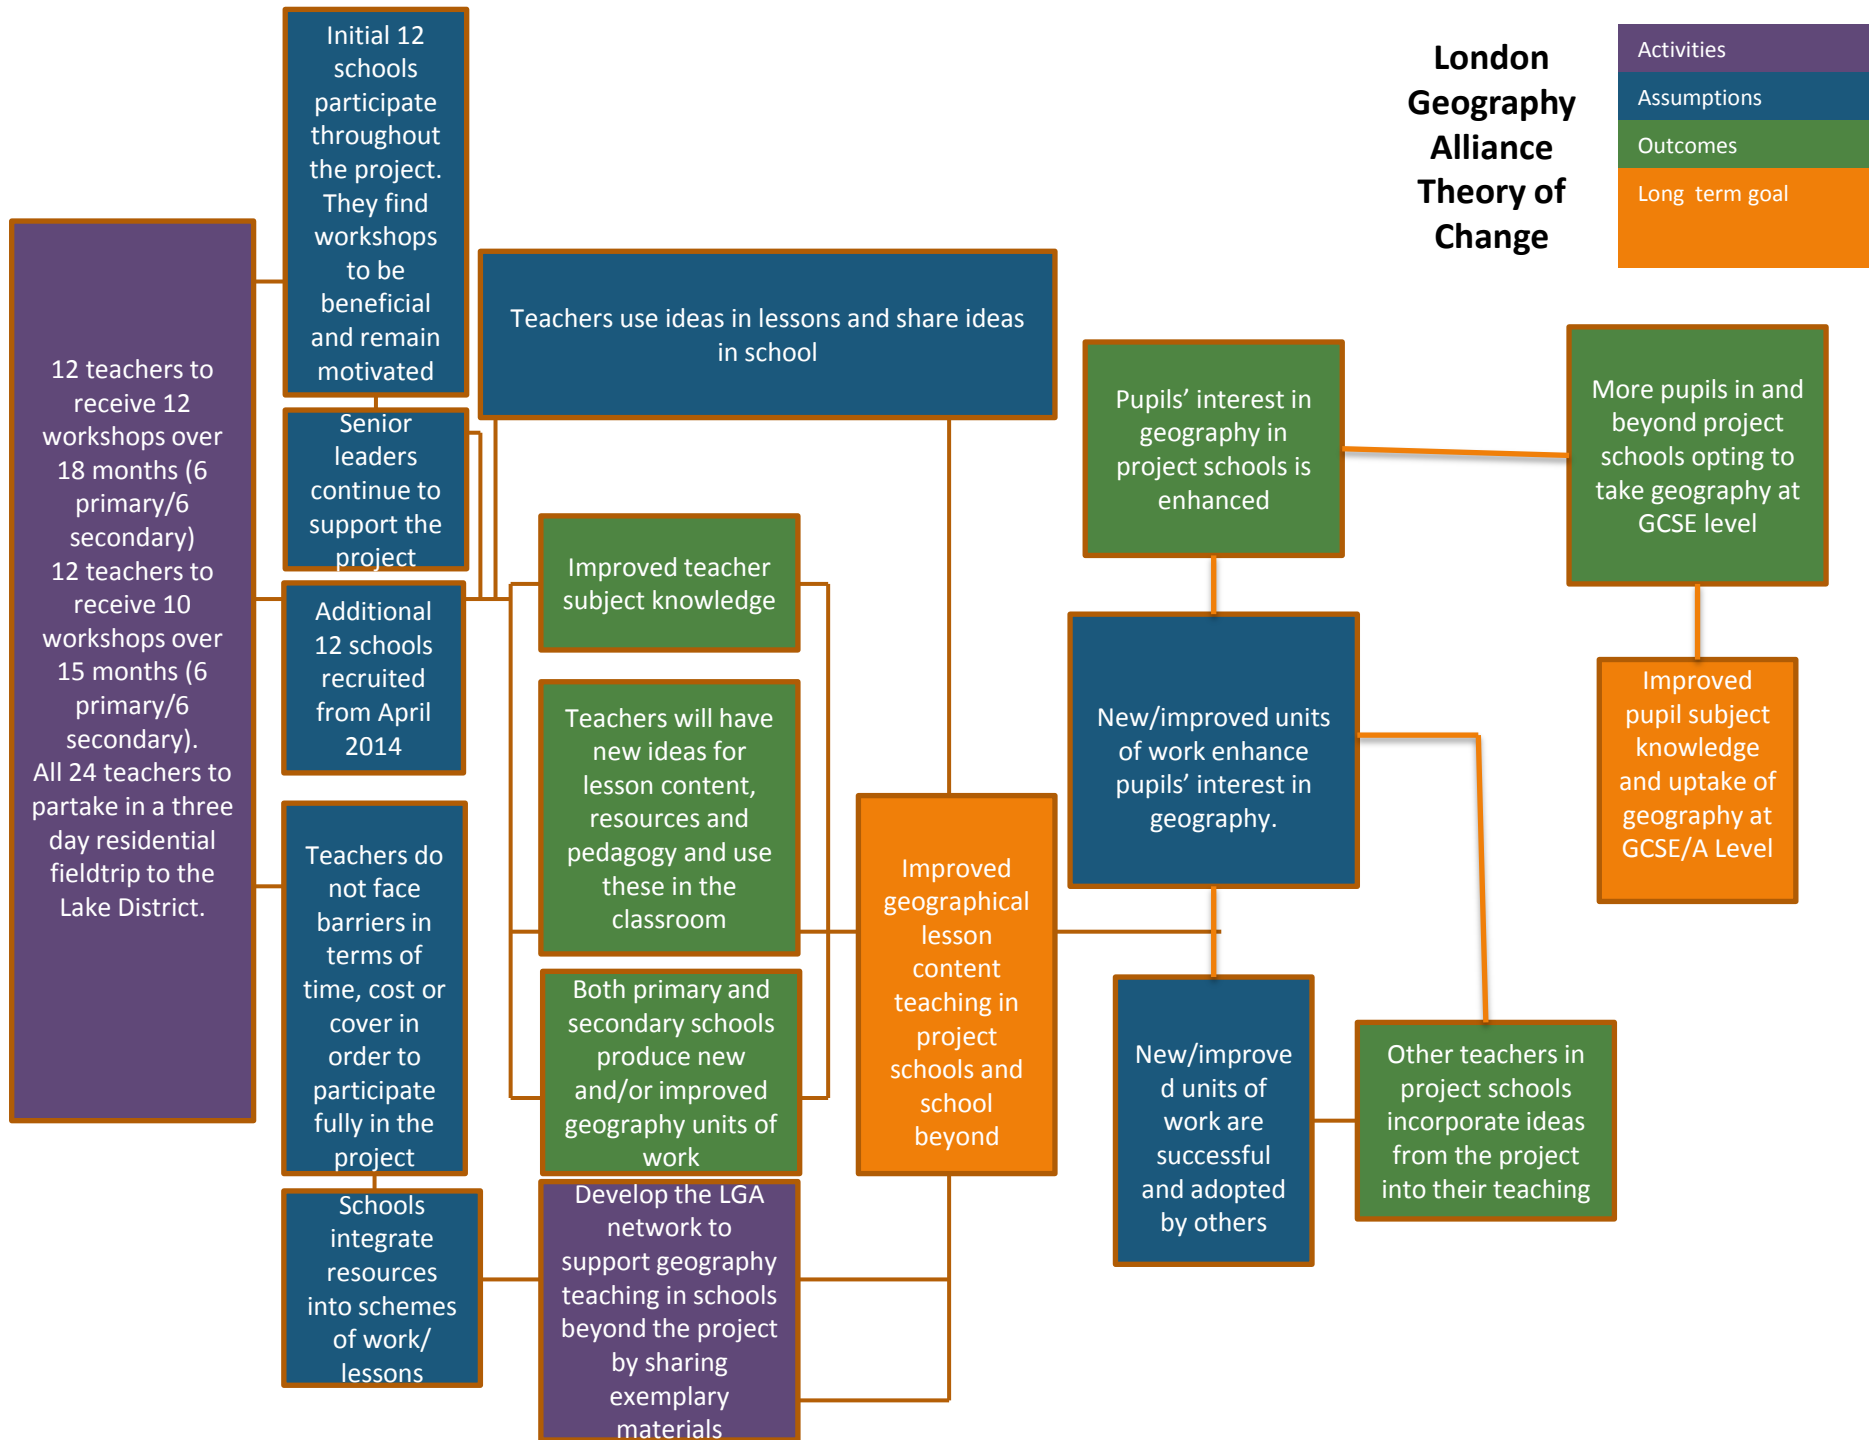 London
Geography
Alliance
Theory of
Change
Activities
Assumptions
Outcomes
Long  term goal
12 teachers to
receive 12
workshops over
18 months (6
primary/6
secondary)
12 teachers to
receive 10
workshops over
15 months (6
primary/6
secondary).
All 24 teachers to
partake in a three
day residential
fieldtrip to the
Lake District.
Initial 12
schools
participate
throughout
the project.
They find
workshops
to be
beneficial
and remain
motivated
Senior
leaders
continue to
support the
project
Additional
12 schools
recruited
from April
2014
Teachers do
not face
barriers in
terms of
time, cost or
cover in
order to
participate
fully in the
project
Schools
integrate
resources
into schemes
of work/
lessons
Teachers use ideas in lessons and share ideas
in school
Improved teacher
subject knowledge
Teachers will have
new ideas for
lesson content,
resources and
pedagogy and use
these in the
classroom
Both primary and
secondary schools
produce new
and/or improved
geography units of
work
Develop the LGA
network to
support geography
teaching in schools
beyond the project
by sharing
exemplary
materials
Improved
geographical
lesson
content
teaching in
project
schools and
school
beyond
Pupils’ interest in
geography in
project schools is
enhanced
New/improved units
of work enhance
pupils’ interest in
geography.
New/improve
d units of
work are
successful
and adopted
by others
Other teachers in
project schools
incorporate ideas
from the project
into their teaching
More pupils in and
beyond project
schools opting to
take geography at
GCSE level
Improved
pupil subject
knowledge
and uptake of
geography at
GCSE/A Level